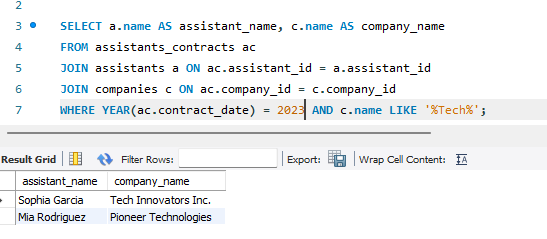 3 SELECT a.name AS assistant_name, c.name AS company_name
4 FROM assistants_contracts ac
5 JOIN assistants a ON ac.assistant_id = a.assistant_id
6 JOIN companies c ON ac.company_id = c.company_id
7 WHERE YEAR(ac.contract_date) = 2023 AND c.name LIKE '%Tech%';
Result Grid Filter Rows: Export: Wrap Cell Content: IA
assistant_name company_name
Sophia Garcia Tech Innovators Inc.
Mia Rodriguez Pioneer Technologies